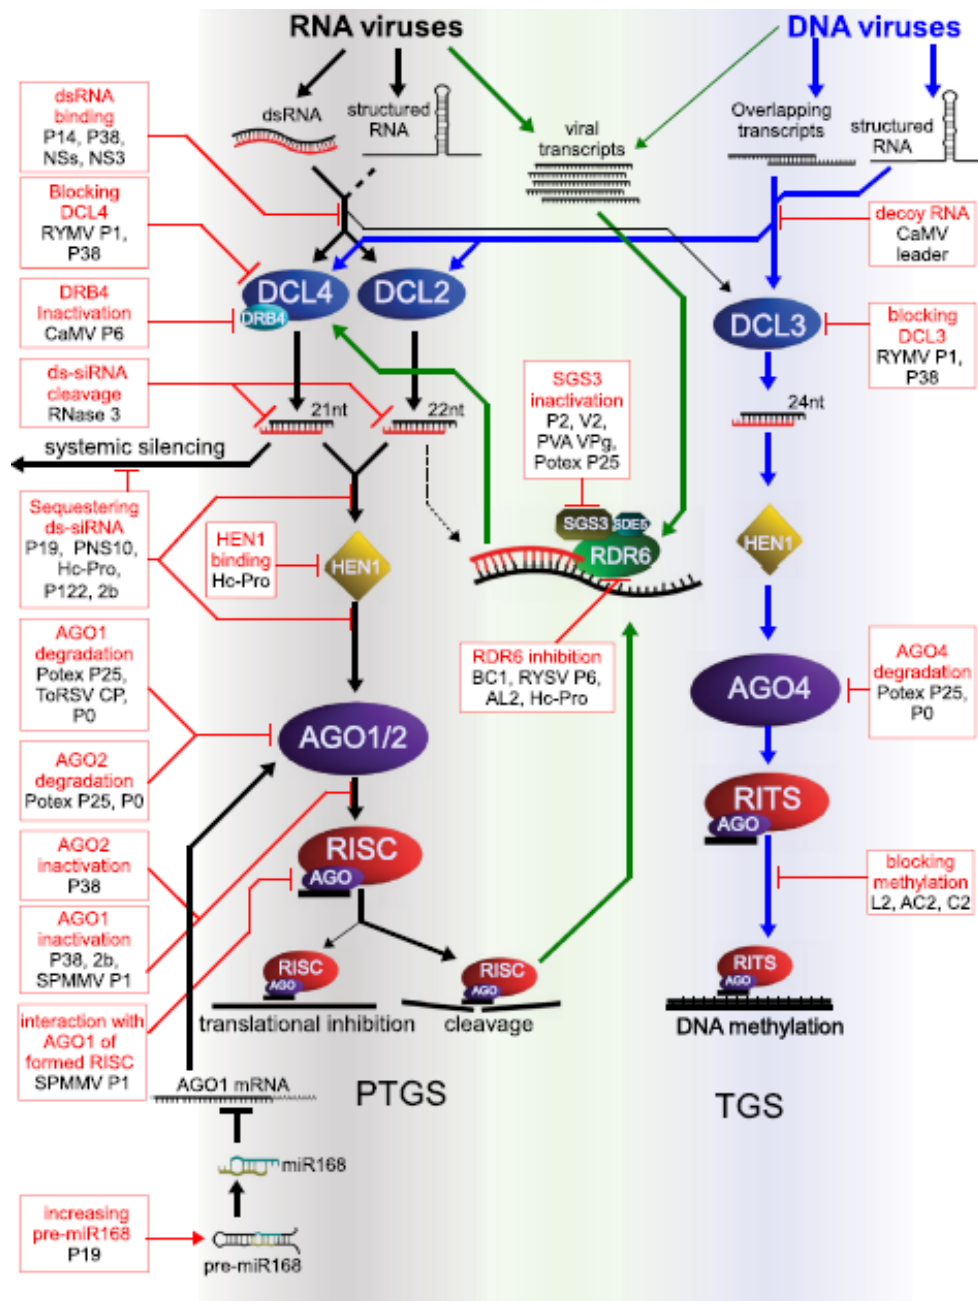 RNA viruses
DNA viruses
dsRNA
binding
P14, P38,
NSs, NS3
dsRNA
structured
RNA
viral
transcripts
Overlapping
transcripts
structured
RNA
Blocking
DCL4
RYMV P1,
P38
decoy RNA
CaMV
leader
DRB4
Inactivation
CaMV P6
DCL4
DRB4
DCL2
DCL3
blocking
DCL3
RYMV P1,
P38
ds-siRNA
cleavage
RNase 3
21nt
22nt
SGS3
inactivation
P2, V2,
PVA VPg,
Potex P25
24nt
systemic silencing
Sequestering
ds-siRNA
P19, PNS10,
Hc-Pro,
P122, 2b
HEN1
binding
Hc-Pro
HEN1
SGS3
SDE5
RDR6
HEN1
AGO1
degradation
Potex P25,
ToRSV CP,
P0
RDR6 inhibition
BC1, RYSV P6,
AL2, Hc-Pro
AGO4
AGO4
degradation
Potex P25,
P0
AGO1/2
AGO2
degradation
Potex P25, P0
RITS
AGO
AGO2
inactivation
P38
RISC
AGO
blocking
methylation
L2, AC2, C2
AGO1
inactivation
P38, 2b,
SPMMV P1
RISC
AGO
translational inhibition
RISC
AGO
cleavage
RITS
AGO
DNA methylation
interaction with
AGO1 of
formed RISC
SPMMV P1
AGO1 mRNA
PTGS
TGS
miR168
increasing
pre-miR168
P19
pre-miR168